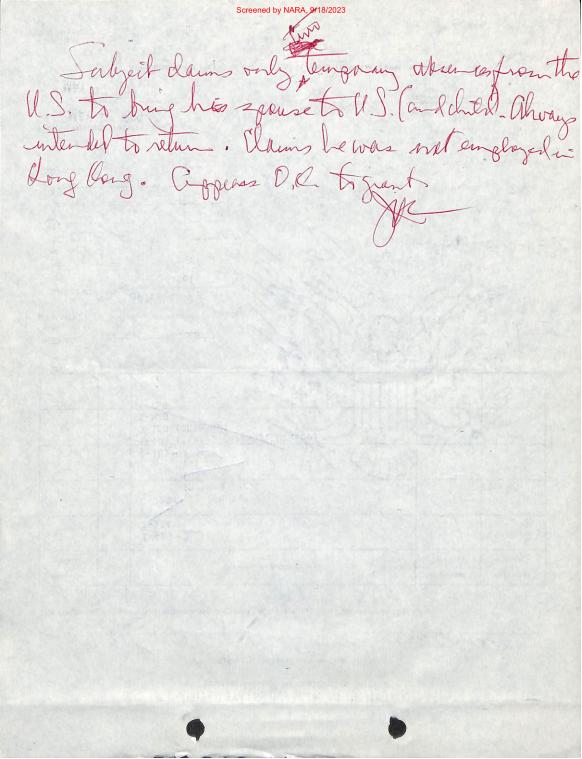 Screened by NARA, 9/18/2023
two
Subject claims only temporary absences from the
U.S. to bring his spouse to U.S. (and child. Always
intended to return. Claims he was not employed in
Hong Kong. Appears O.K. to grant